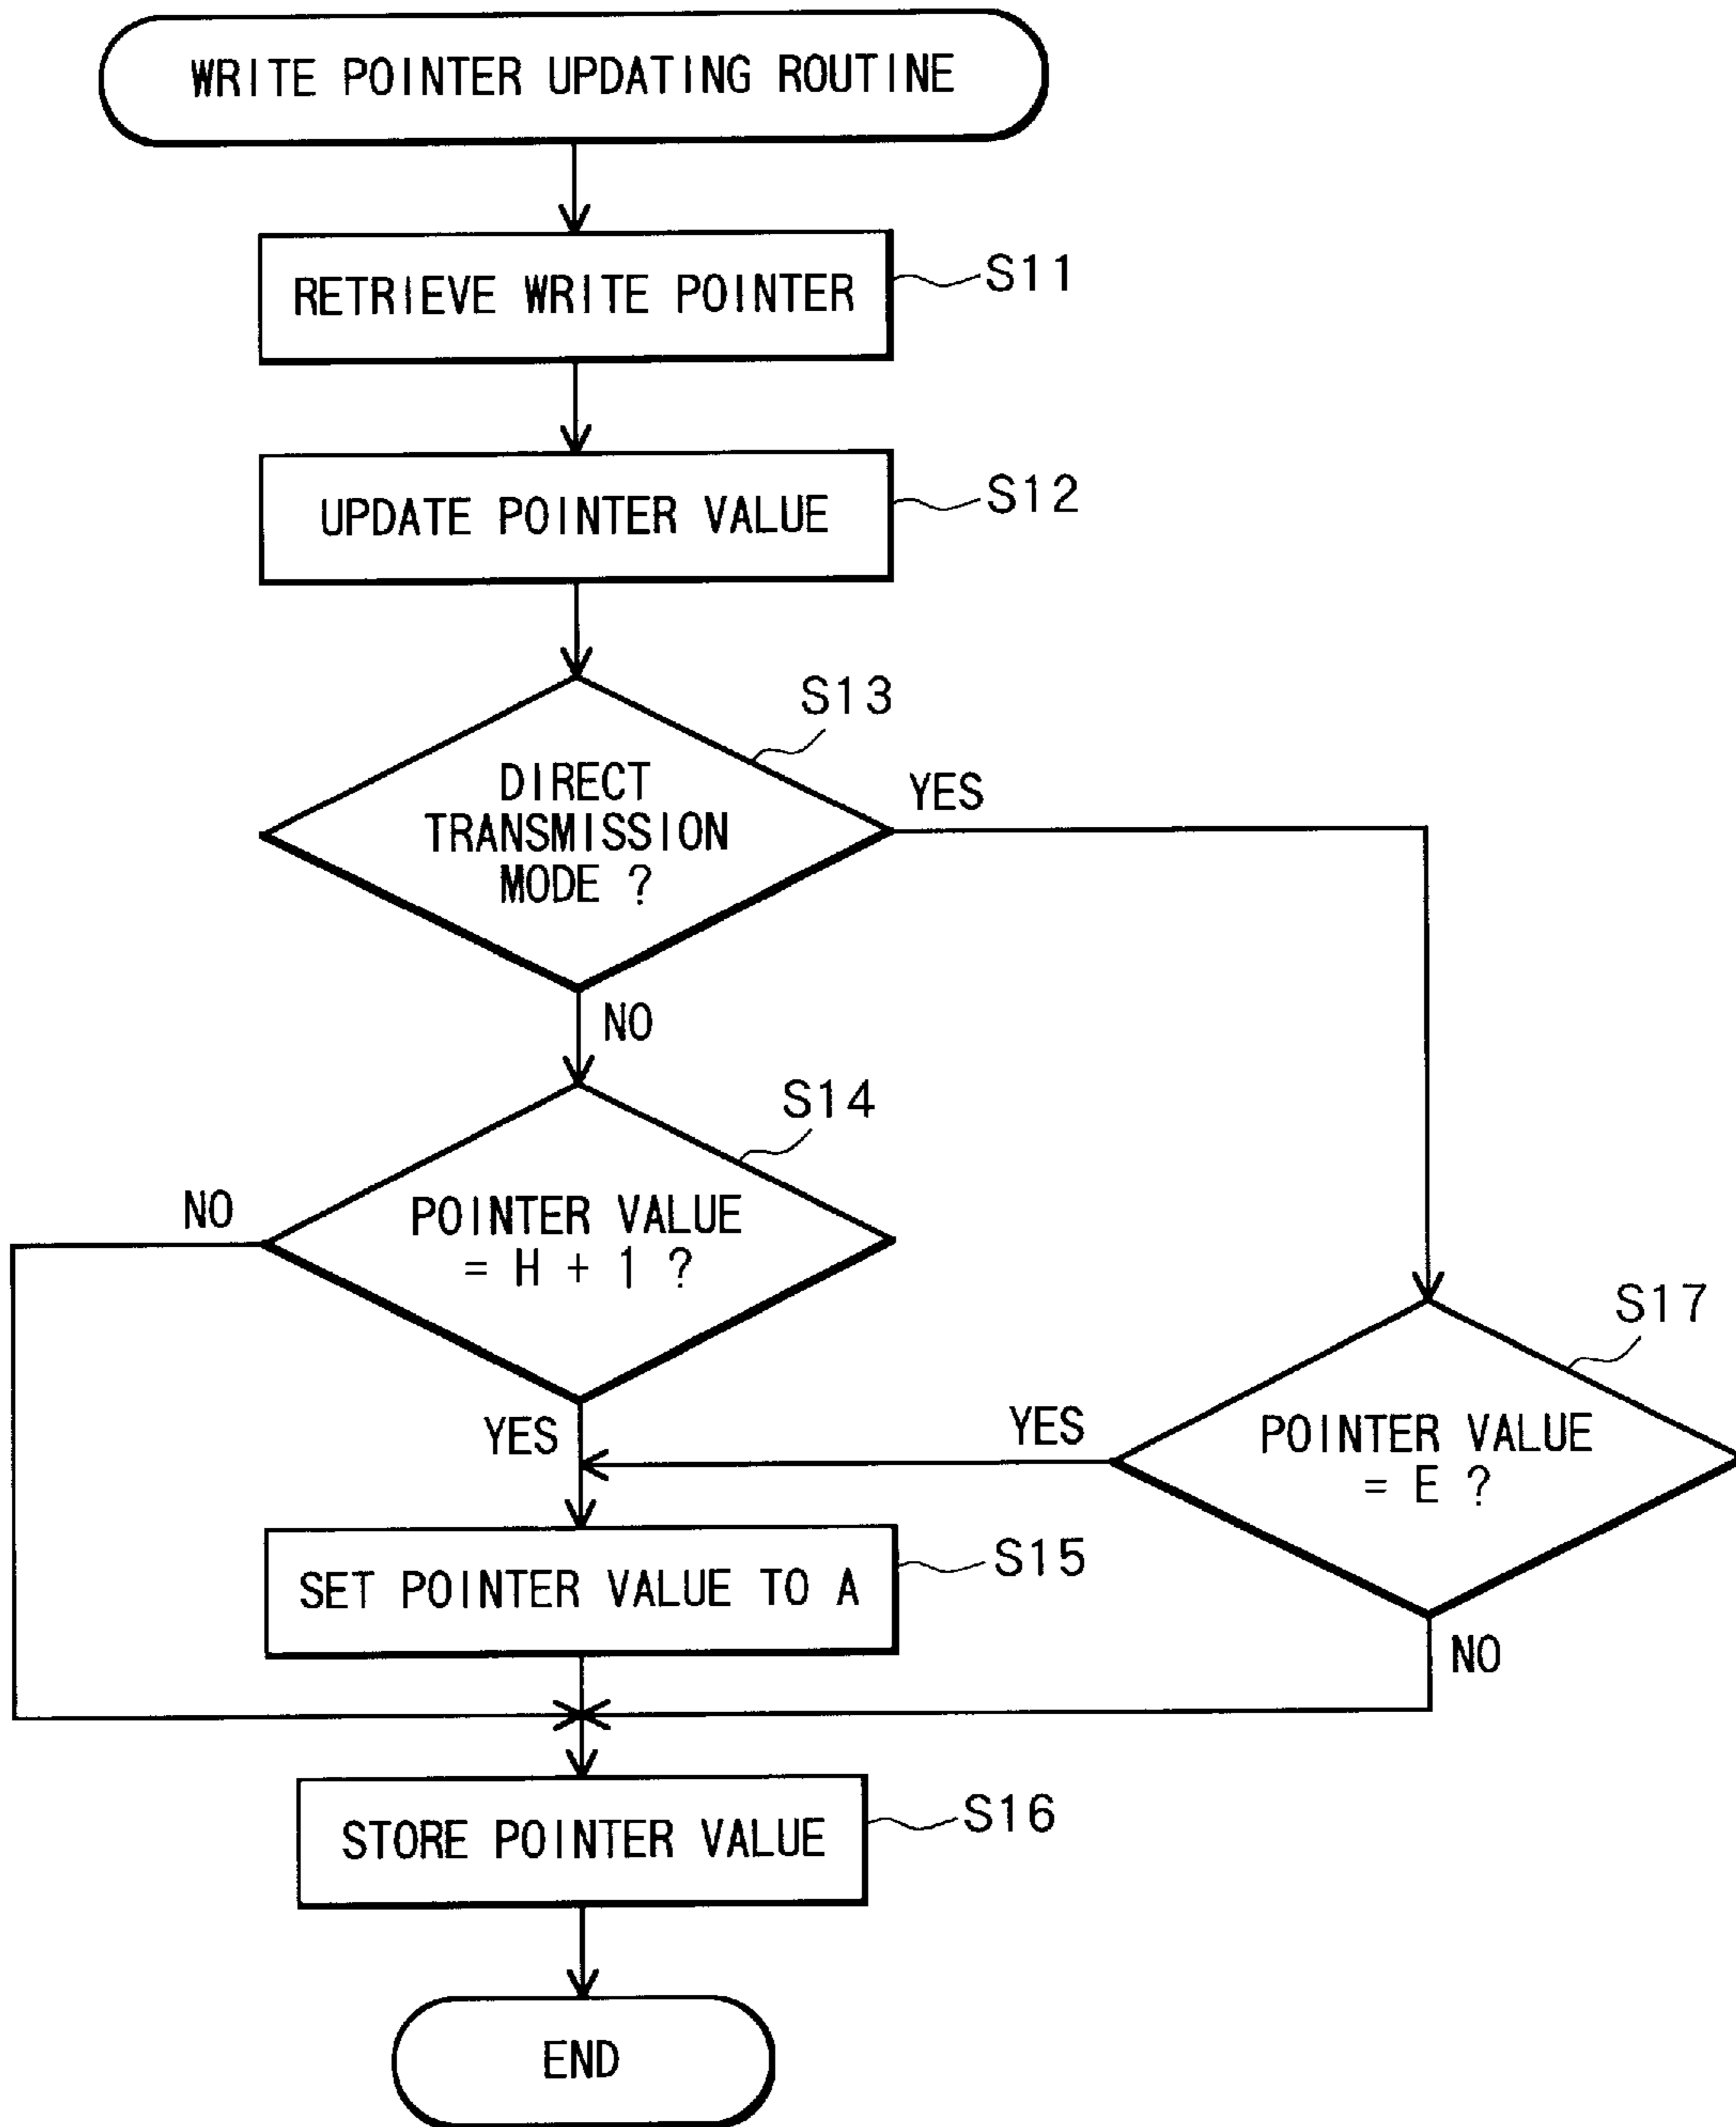 WRITE POINTER UPDATING ROUTINE
RETRIEVE WRITE POINTER
S11
UPDATE POINTER VALUE
S12
S13
DIRECT
TRANSMISSION
MODE ?
YES
NO
S14
POINTER VALUE
= H + 1 ?
NO
YES
S17
POINTER VALUE
= E ?
YES
NO
SET POINTER VALUE TO A
S15
STORE POINTER VALUE
S16
END